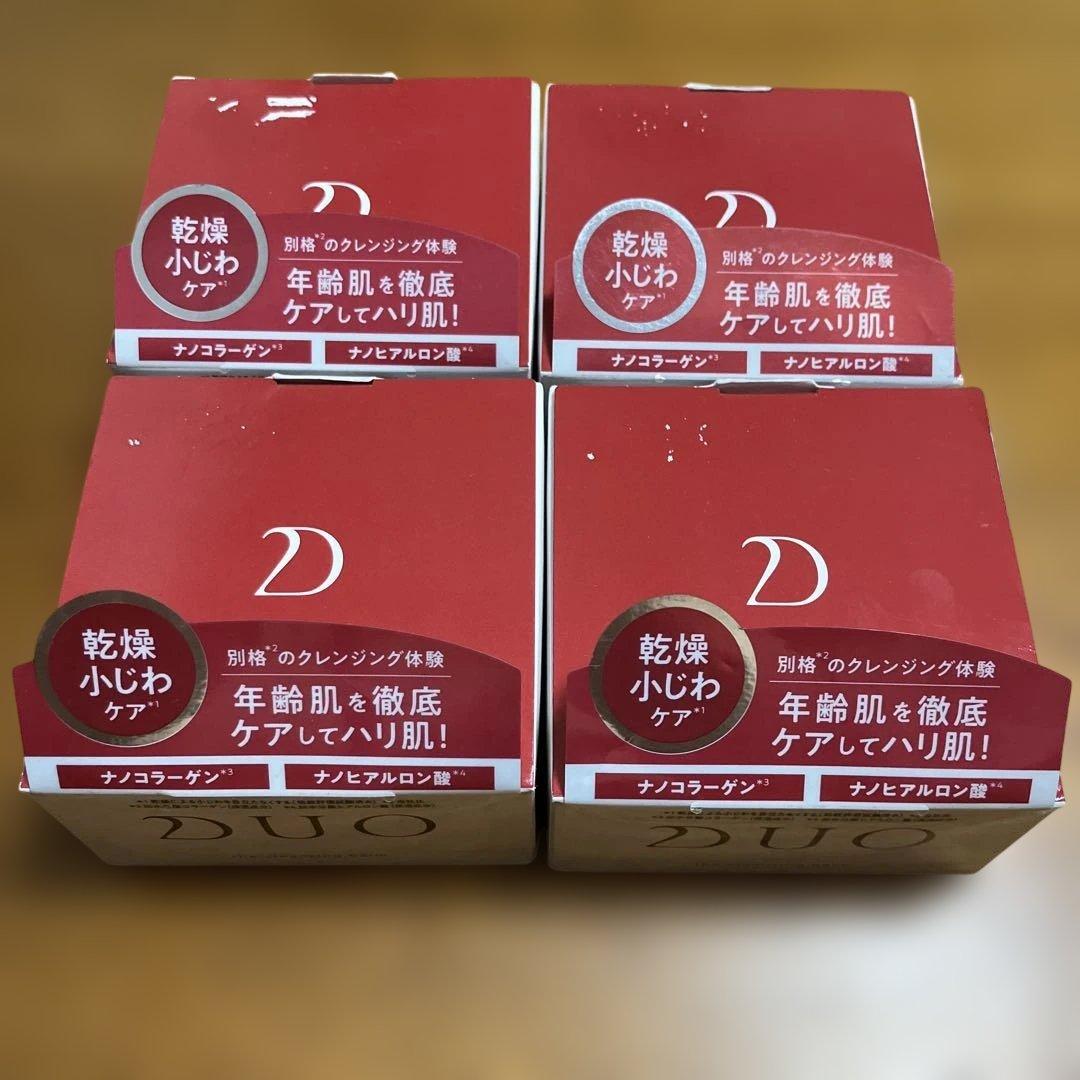 乾燥
小じわ
ケア*1
別格*2のクレンジング体験
年齢肌を徹底
ケアしてハリ肌!
ナノコラーゲン*3
ナノヒアルロン酸*4
乾燥
小じわ
ケア*1
別格*2のクレンジング体験
年齢肌を徹底
ケアしてハリ肌!
ナノコラーゲン*3
ナノヒアルロン酸*4
D
乾燥
小じわ
ケア*1
別格*2のクレンジング体験
年齢肌を徹底
ケアしてハリ肌!
ナノコラーゲン*3
ナノヒアルロン酸*4
DUO
D
乾燥
小じわ
ケア*1
別格*2のクレンジング体験
年齢肌を徹底
ケアしてハリ肌!
ナノコラーゲン*3
ナノヒアルロン酸*4
DUO